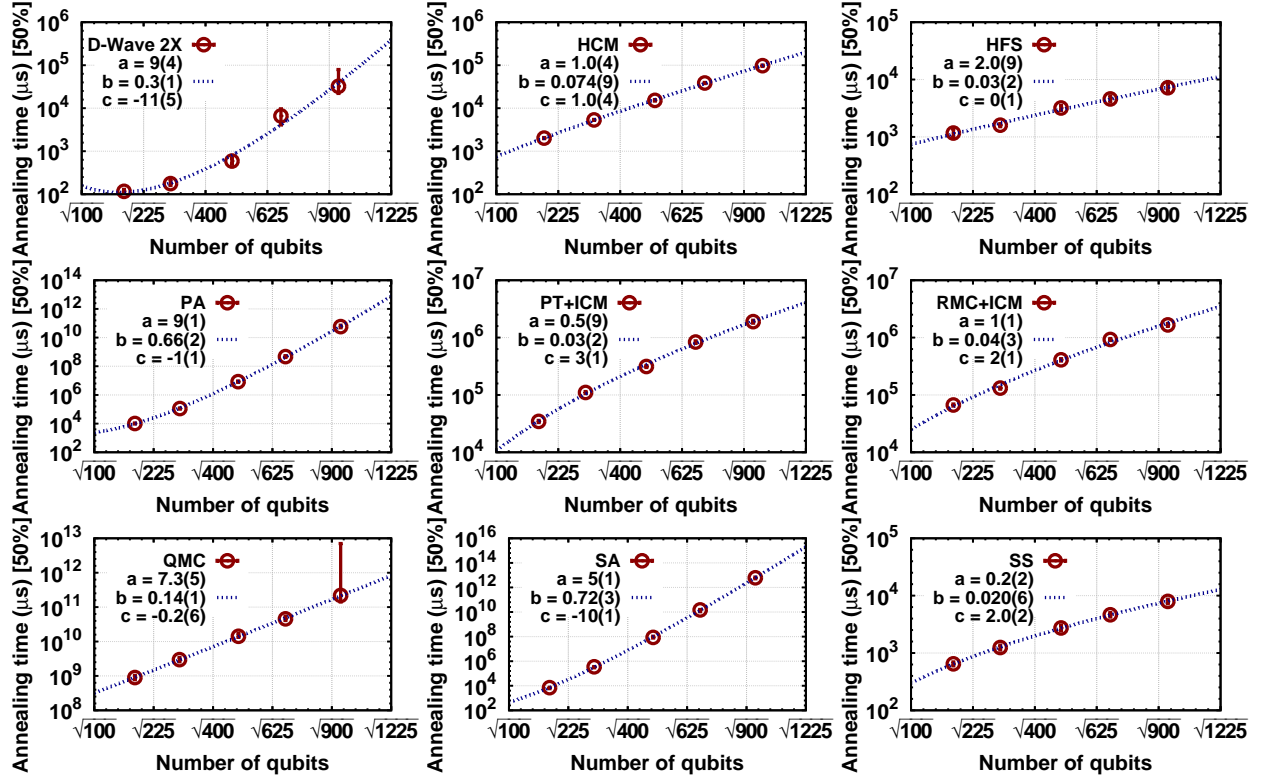 Annealing time (μs) [50%]
10^6
10^5
10^4
10^3
10^2
D-Wave 2X
a = 9(4)
b = 0.3(1)
c = -11(5)
√100 √225 √400 √625 √900 √1225
Number of qubits
Annealing time (μs) [50%]
10^6
10^5
10^4
10^3
10^2
HCM
a = 1.0(4)
b = 0.074(9)
c = 1.0(4)
√100 √225 √400 √625 √900 √1225
Number of qubits
Annealing time (μs) [50%]
10^5
10^4
10^3
10^2
HFS
a = 2.0(9)
b = 0.03(2)
c = 0(1)
√100 √225 √400 √625 √900 √1225
Number of qubits
Annealing time (μs) [50%]
10^14
10^12
10^10
10^8
10^6
10^4
10^2
PA
a = 9(1)
b = 0.66(2)
c = -1(1)
√100 √225 √400 √625 √900 √1225
Number of qubits
Annealing time (μs) [50%]
10^7
10^6
10^5
10^4
PT+ICM
a = 0.5(9)
b = 0.03(2)
c = 3(1)
√100 √225 √400 √625 √900 √1225
Number of qubits
Annealing time (μs) [50%]
10^7
10^6
10^5
10^4
RMC+ICM
a = 1(1)
b = 0.04(3)
c = 2(1)
√100 √225 √400 √625 √900 √1225
Number of qubits
Annealing time (μs) [50%]
10^13
10^12
10^11
10^10
10^9
10^8
QMC
a = 7.3(5)
b = 0.14(1)
c = -0.2(6)
√100 √225 √400 √625 √900 √1225
Number of qubits
Annealing time (μs) [50%]
10^16
10^14
10^12
10^10
10^8
10^6
10^4
10^2
SA
a = 5(1)
b = 0.72(3)
c = -10(1)
√100 √225 √400 √625 √900 √1225
Number of qubits
Annealing time (μs) [50%]
10^5
10^4
10^3
10^2
SS
a = 0.2(2)
b = 0.020(6)
c = 2.0(2)
√100 √225 √400 √625 √900 √1225
Number of qubits